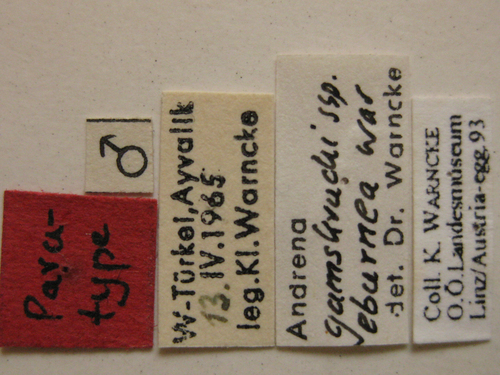 Para-
type
♂
W-Türkei, Ayvalik
13. IV. 1965
leg. Kl. Warncke
Andrena
gamskrucki ssp.
eburnea War
det. Dr. Warncke
Coll. K. WARNCKE
O.Ö. Landesmuseum
Linz/Austria-egg. 93